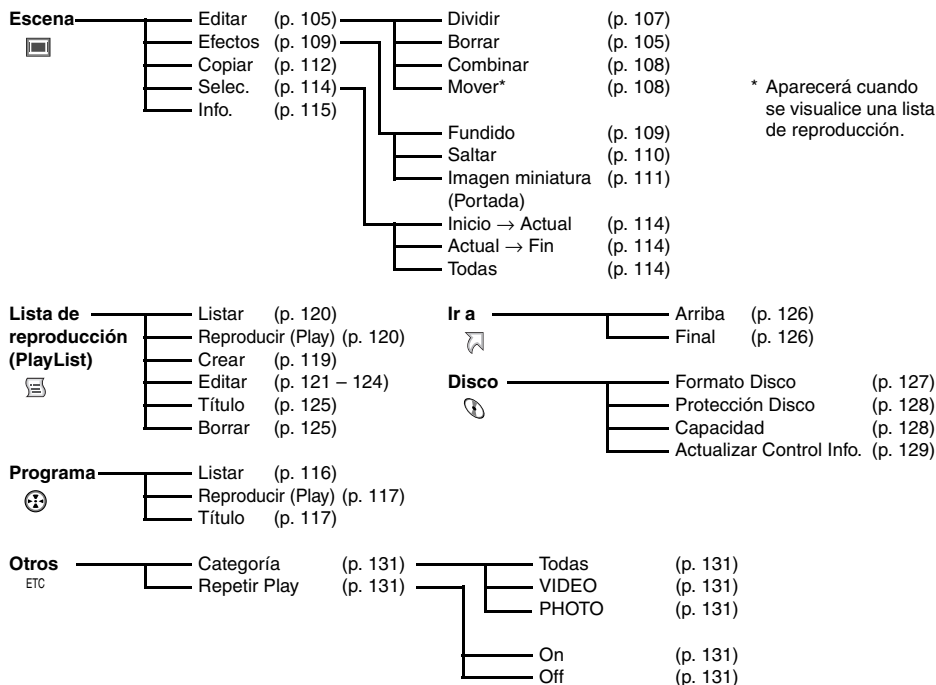 Escena
Editar (p. 105)
Efectos (p. 109)
Copiar (p. 112)
Selec. (p. 114)
Info. (p. 115)
Dividir (p. 107)
Borrar (p. 105)
Combinar (p. 108)
Mover* (p. 108)
* Aparecerá cuando
se visualice una lista
de reproducción.
Fundido (p. 109)
Saltar (p. 110)
Imagen miniatura (p. 111)
(Portada)
Inicio → Actual (p. 114)
Actual → Fin (p. 114)
Todas (p. 114)
Lista de
reproducción
(PlayList)
Listar (p. 120)
Reproducir (Play) (p. 120)
Crear (p. 119)
Editar (p. 121 – 124)
Título (p. 125)
Borrar (p. 125)
Ir a
Arriba (p. 126)
Final (p. 126)
Disco
Formato Disco (p. 127)
Protección Disco (p. 128)
Capacidad (p. 128)
Actualizar Control Info. (p. 129)
Programa
Listar (p. 116)
Reproducir (Play) (p. 117)
Título (p. 117)
Otros
ETC
Categoría (p. 131)
Repetir Play (p. 131)
Todas (p. 131)
VIDEO (p. 131)
PHOTO (p. 131)
On (p. 131)
Off (p. 131)